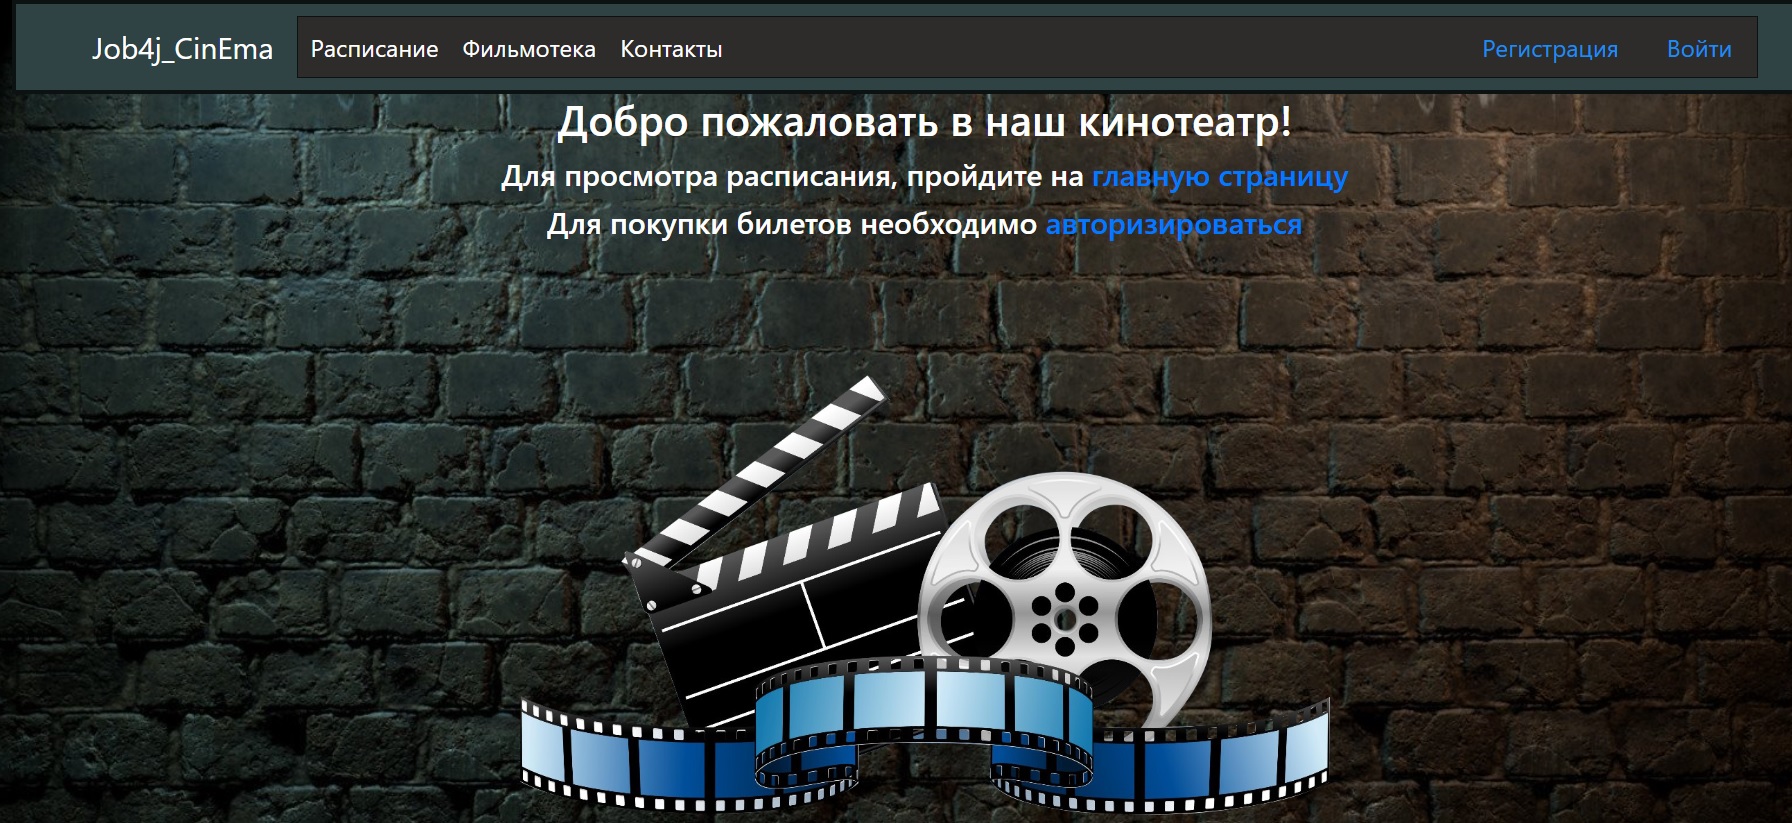 Job4j_CinEma Расписание Фильмотека Контакты Регистрация Войти
Добро пожаловать в наш кинотеатр!
Для просмотра расписания, пройдите на главную страницу
Для покупки билетов необходимо авторизироваться